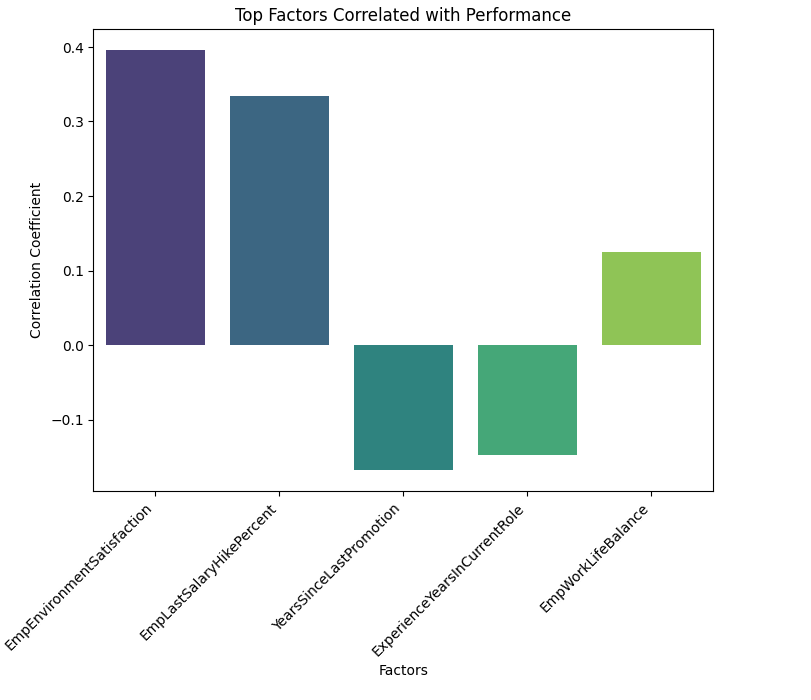 Top Factors Correlated with Performance
0.4
0.3
0.2
0.1
0.0
−0.1
Correlation Coefficient
EmpEnvironmentSatisfaction
EmpLastSalaryHikePercent
YearsSinceLastPromotion
ExperienceYearsInCurrentRole
EmpWorkLifeBalance
Factors